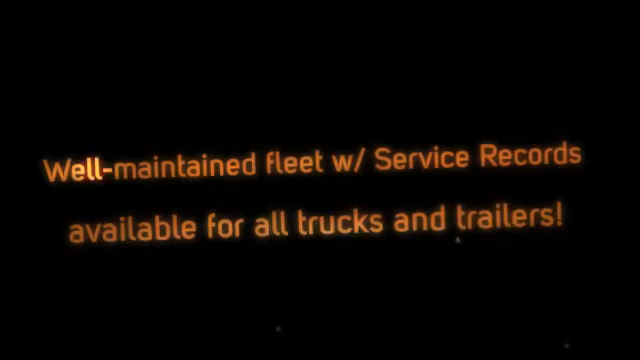 Well-maintained fleet w/ Service Records
available for all trucks and trailers!